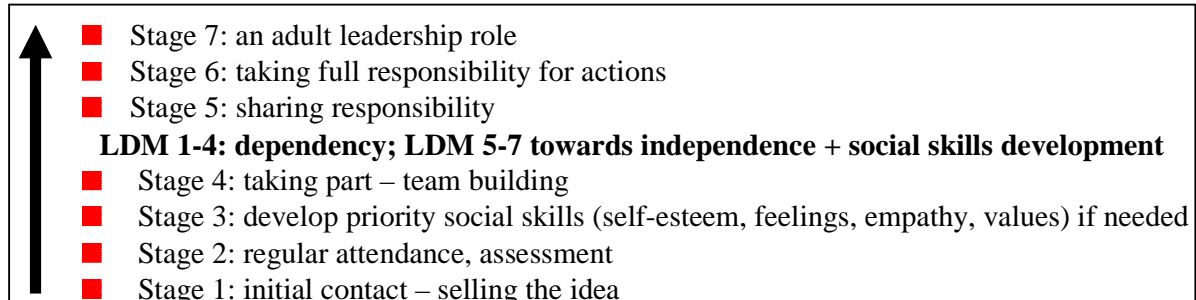 Stage 7: an adult leadership role
Stage 6: taking full responsibility for actions
Stage 5: sharing responsibility
LDM 1-4: dependency; LDM 5-7 towards independence + social skills development
Stage 4: taking part – team building
Stage 3: develop priority social skills (self-esteem, feelings, empathy, values) if needed
Stage 2: regular attendance, assessment
Stage 1: initial contact – selling the idea